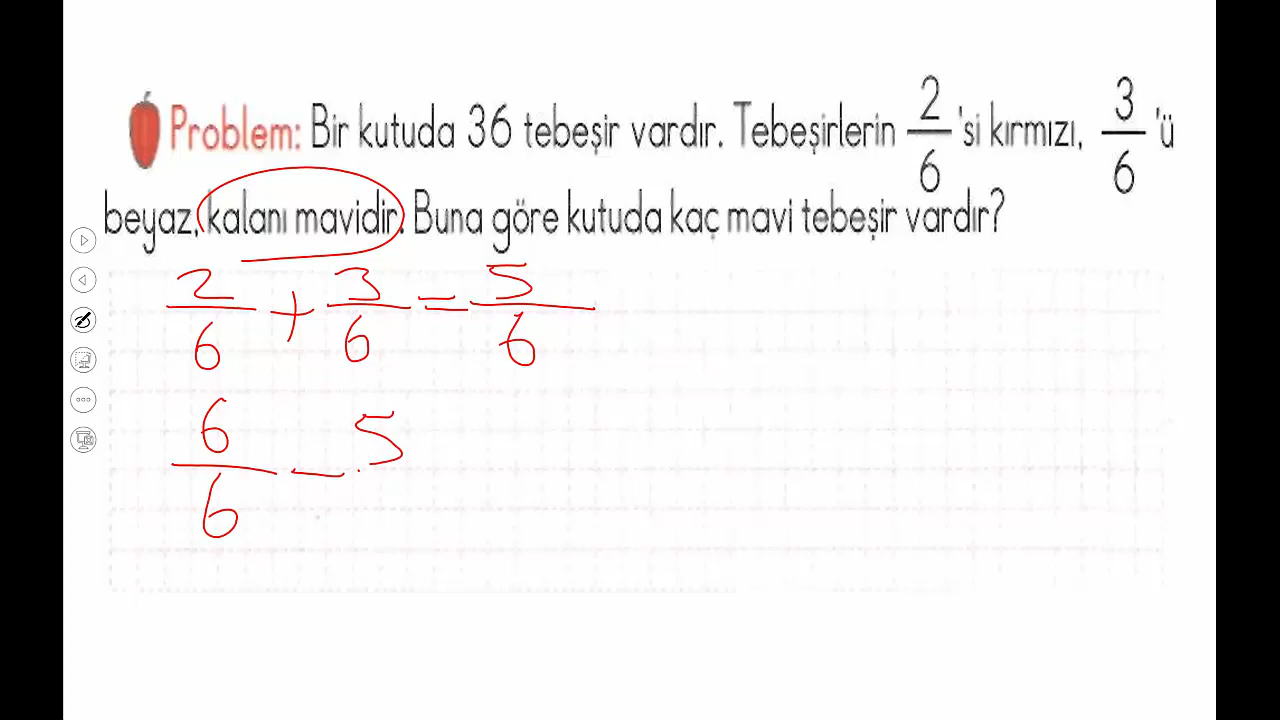 Problem: Bir kutuda 36 tebeşir vardır. Tebeşirlerin 2/6 'si kırmızı, 3/6 'ü
beyaz, kalanı mavidir. Buna göre kutuda kaç mavi tebeşir vardır?
2/6 + 3/6 = 5/6
6/6 - 5